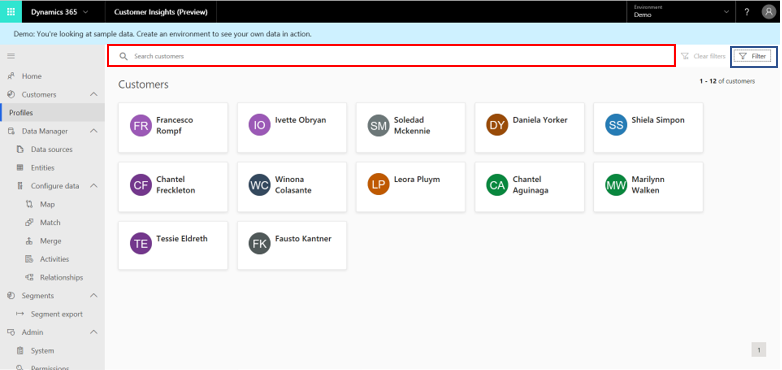 Dynamics 365
Customer Insights (Preview)
Environment
Demo
?
Demo: You're looking at sample data. Create an environment to see your own data in action.
Search customers
Clear filters
Filter
Home
Customers
Profiles
Data Manager
Data sources
Entities
Configure data
Map
Match
Merge
Activities
Relationships
Segments
Segment export
Admin
System
Permissions
Customers
1 - 12 of customers
FR
Francesco
Rompf
IO
Ivette Obryan
SM
Soledad
Mckennie
DY
Daniela Yorker
SS
Shiela Simpon
CF
Chantel
Freckleton
WC
Winona
Colasante
LP
Leora Pluym
CA
Chantel
Aguinaga
MW
Marilynn
Walken
TE
Tessie Eldreth
FK
Fausto Kantner
1